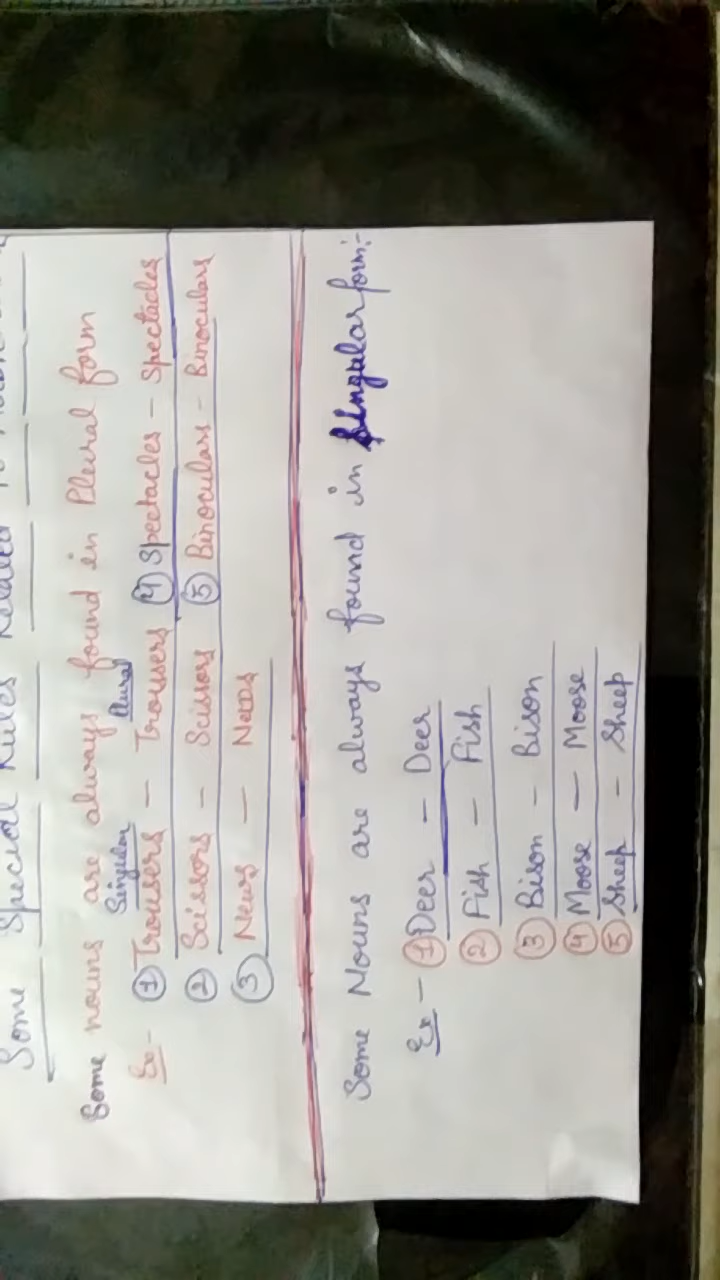 Some Special Rules Related To
Some nouns are always found in Plural form
Singular Plural
Ex- ① Trousers - Trousers ④ Spectacles - Spectacles
② Scissors - Scissors ⑤ Binoculars - Binoculars
③ News - News
Some Nouns are always found in Singular form:-
Ex - ① Deer - Deer
② Fish - Fish
③ Bison - Bison
④ Moose - Moose
⑤ Sheep - Sheep